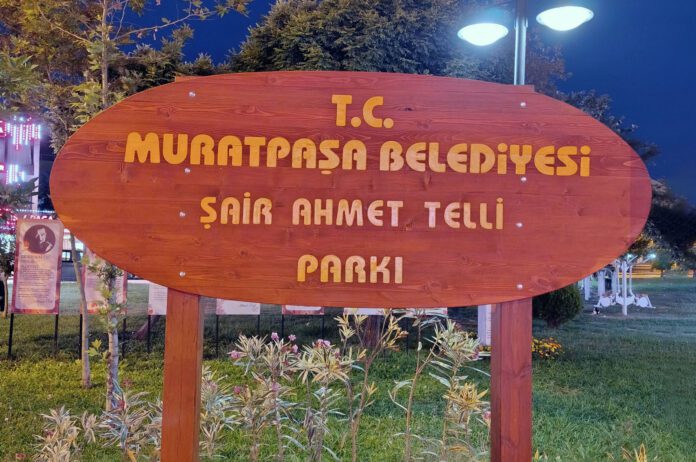 T.C.
MURATPAŞA BELEDİYESİ
ŞAİR AHMET TELLİ
PARKI